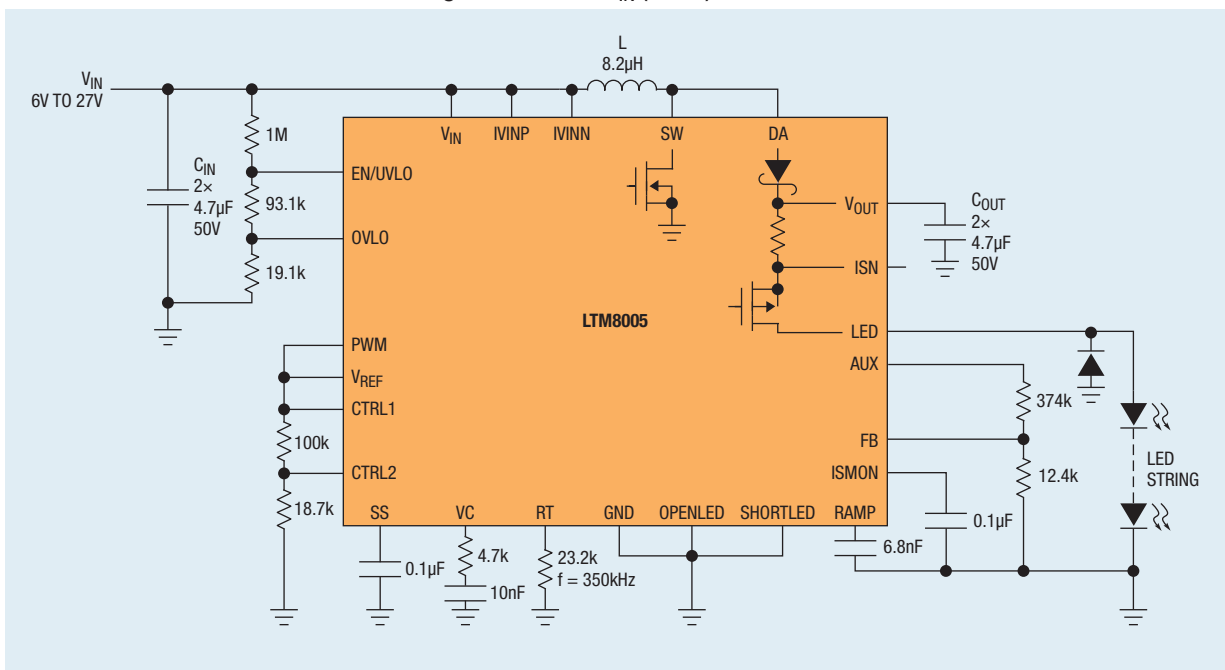 L
8.2µH
VIN
6V TO 27V
1M
VIN
IVINP
IVINN
SW
DA
CIN
2×
4.7µF
50V
EN/UVLO
93.1k
OVLO
19.1k
VOUT
COUT
2×
4.7µF
50V
ISN
LTM8005
LED
PWM
VREF
CTRL1
100k
CTRL2
18.7k
AUX
374k
FB
ISMON
12.4k
LED
STRING
SS
VC
RT
GND
OPENLED
SHORTLED
RAMP
0.1µF
4.7k
10nF
23.2k
f = 350kHz
6.8nF
0.1µF